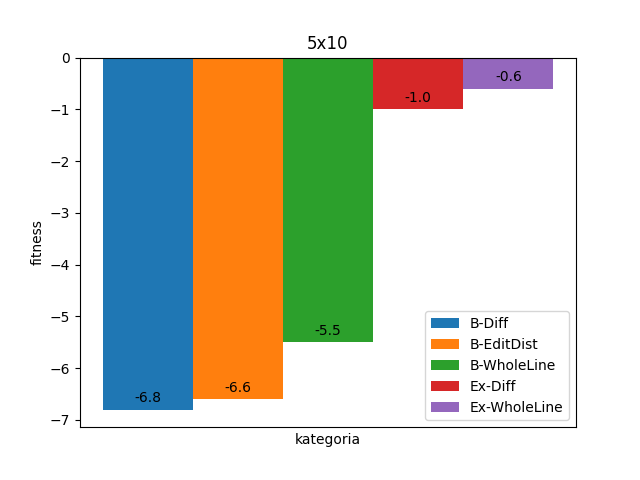 5x10
fitness
0
−1
−2
−3
−4
−5
−6
−7
-6.8
-6.6
-5.5
-1.0
-0.6
B-Diff
B-EditDist
B-WholeLine
Ex-Diff
Ex-WholeLine
kategoria